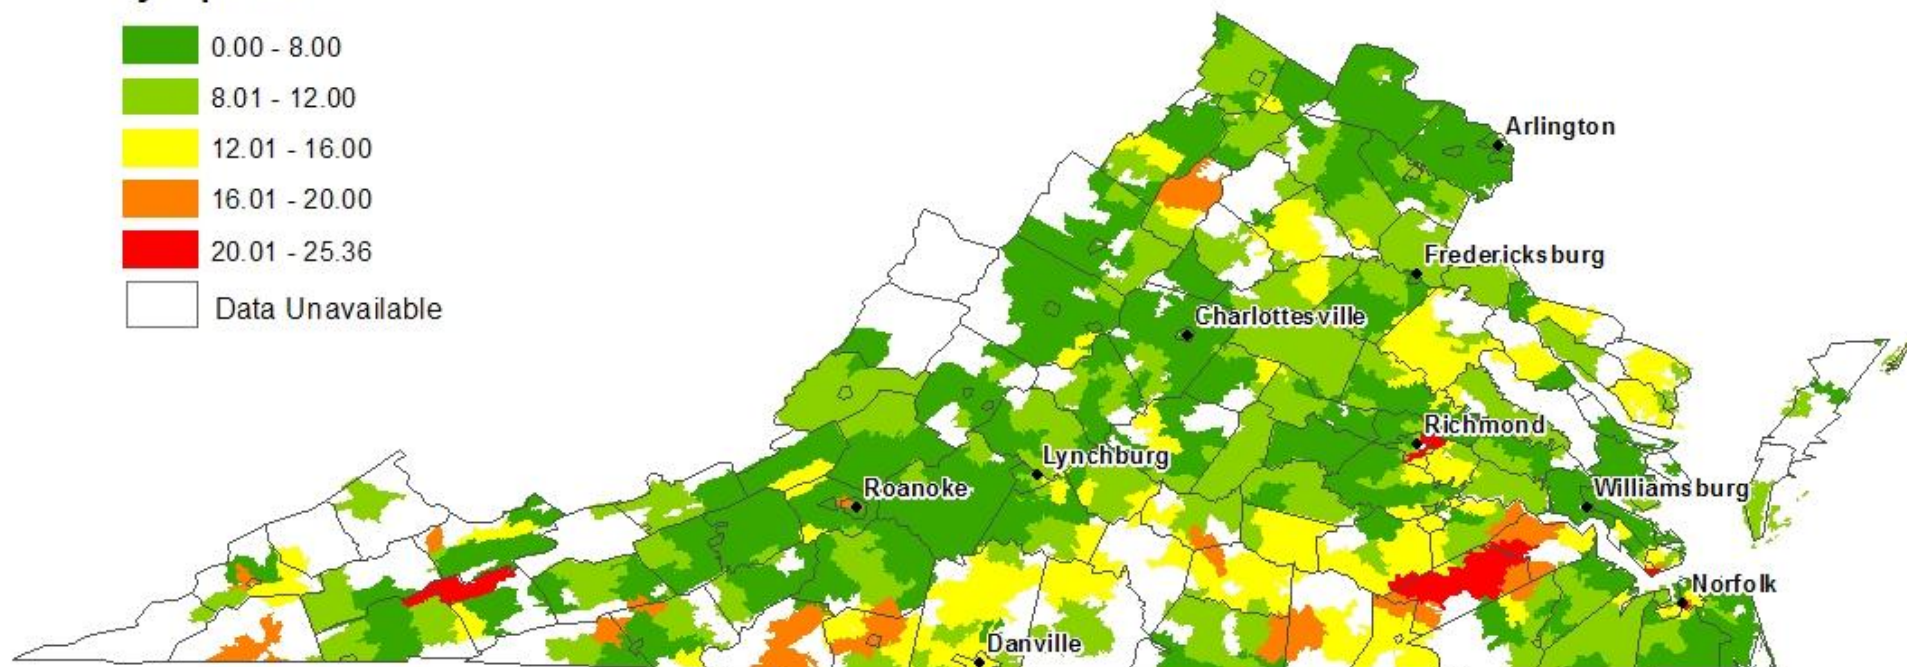 0.00 - 8.00
8.01 - 12.00
12.01 - 16.00
16.01 - 20.00
20.01 - 25.36
Data Unavailable
Arlington
Fredericksburg
Charlottesville
Richmond
Lynchburg
Roanoke
Williamsburg
Norfolk
Danville